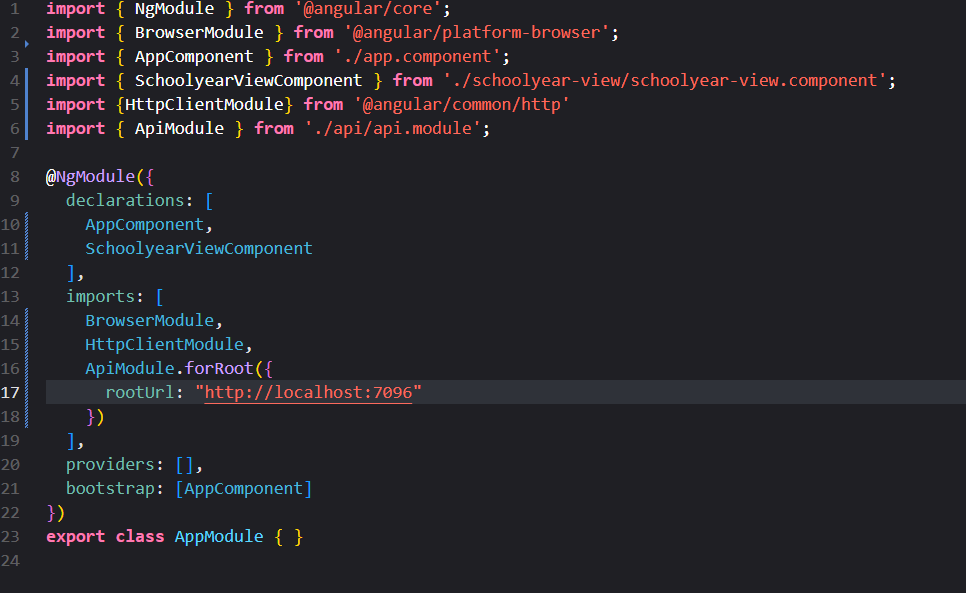 1 import { NgModule } from '@angular/core';
2 import { BrowserModule } from '@angular/platform-browser';
3 import { AppComponent } from './app.component';
4 import { SchoolyearViewComponent } from './schoolyear-view/schoolyear-view.component';
5 import {HttpClientModule} from '@angular/common/http'
6 import { ApiModule } from './api/api.module';
7
8 @NgModule({
9   declarations: [
10     AppComponent,
11     SchoolyearViewComponent
12   ],
13   imports: [
14     BrowserModule,
15     HttpClientModule,
16     ApiModule.forRoot({
17       rootUrl: "http://localhost:7096"
18     })
19   ],
20   providers: [],
21   bootstrap: [AppComponent]
22 })
23 export class AppModule { }
24